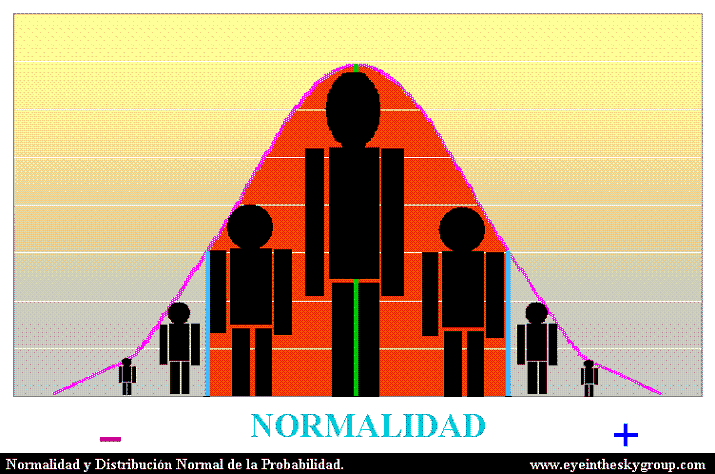 NORMALIDAD
− +
Normalidad y Distribución Normal de la Probabilidad. www.eyeintheskygroup.com